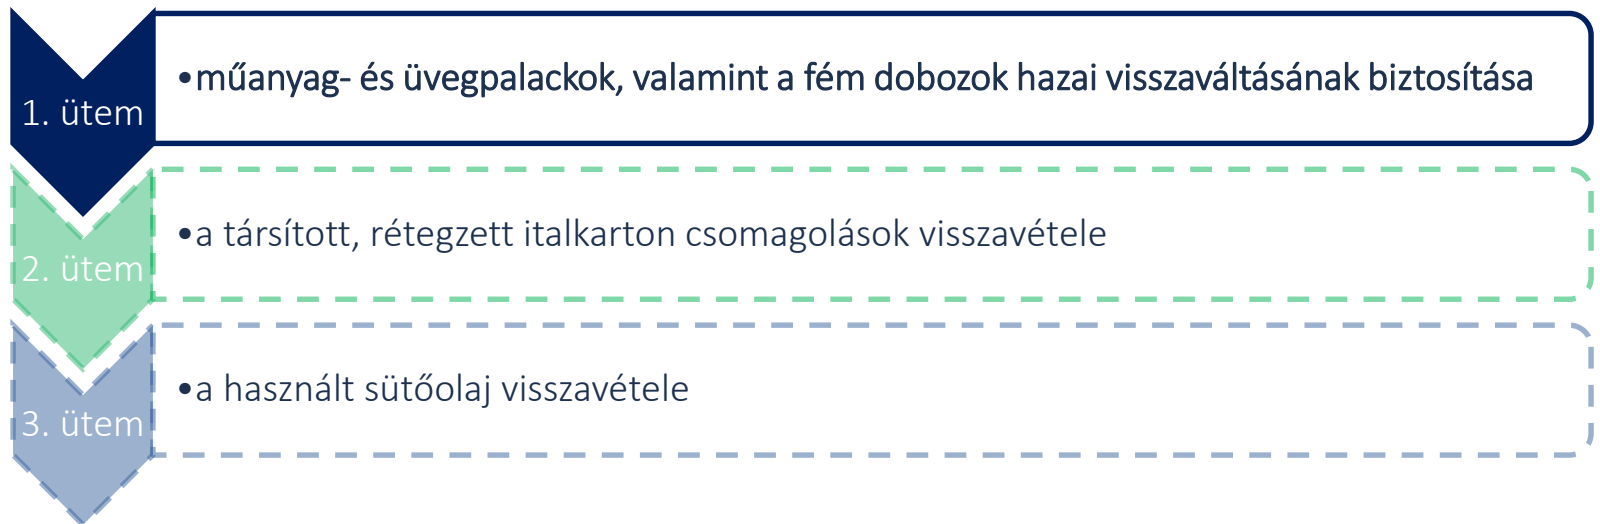 1. ütem
•műanyag- és üvegpalackok, valamint a fém dobozok hazai visszaváltásának biztosítása
2. ütem
•a társított, rétegzett italkarton csomagolások visszavétele
3. ütem
•a használt sütőolaj visszavétele